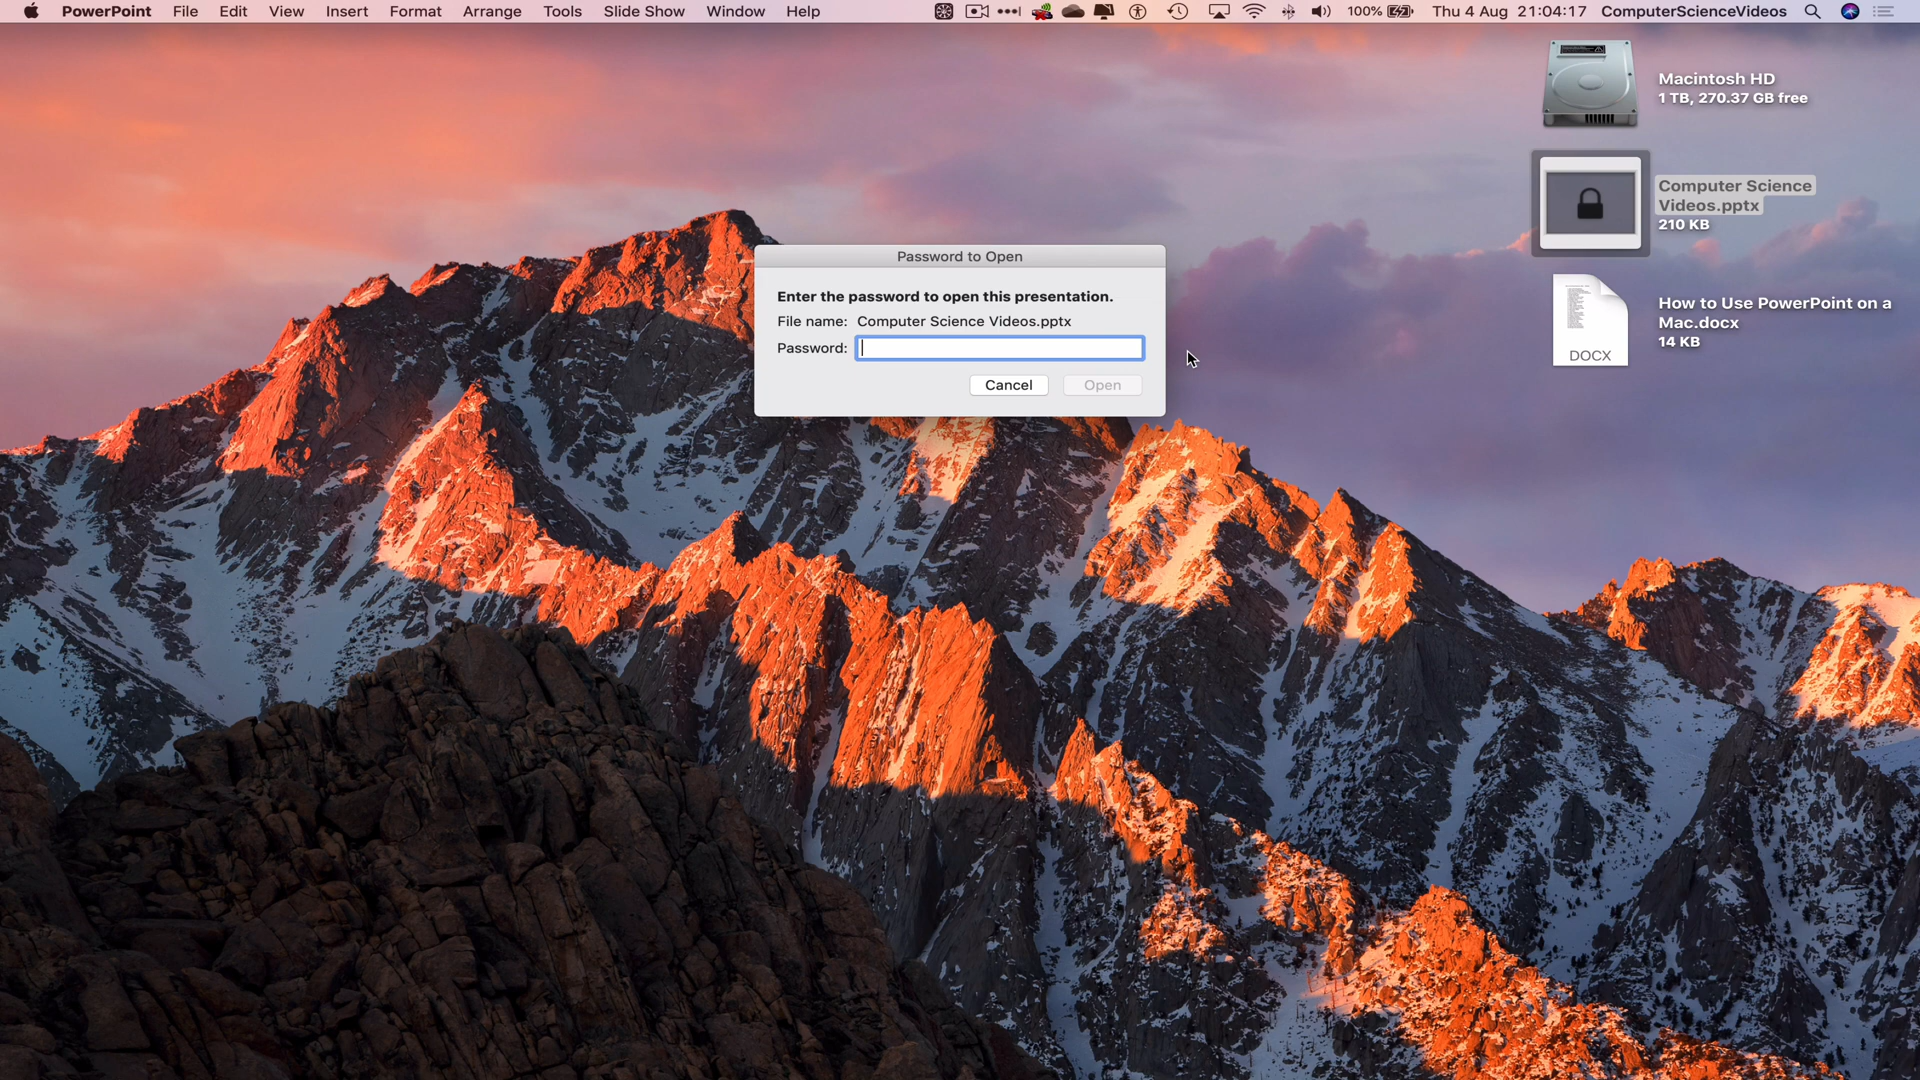 PowerPoint File Edit View Insert Format Arrange Tools Slide Show Window Help 100% Thu 4 Aug 21:04:17 ComputerScienceVideos
Macintosh HD
1 TB, 270.37 GB free
Computer Science
Videos.pptx
210 KB
Password to Open
Enter the password to open this presentation.
File name: Computer Science Videos.pptx
Password:
Cancel Open
How to Use PowerPoint on a
Mac.docx
14 KB
DOCX